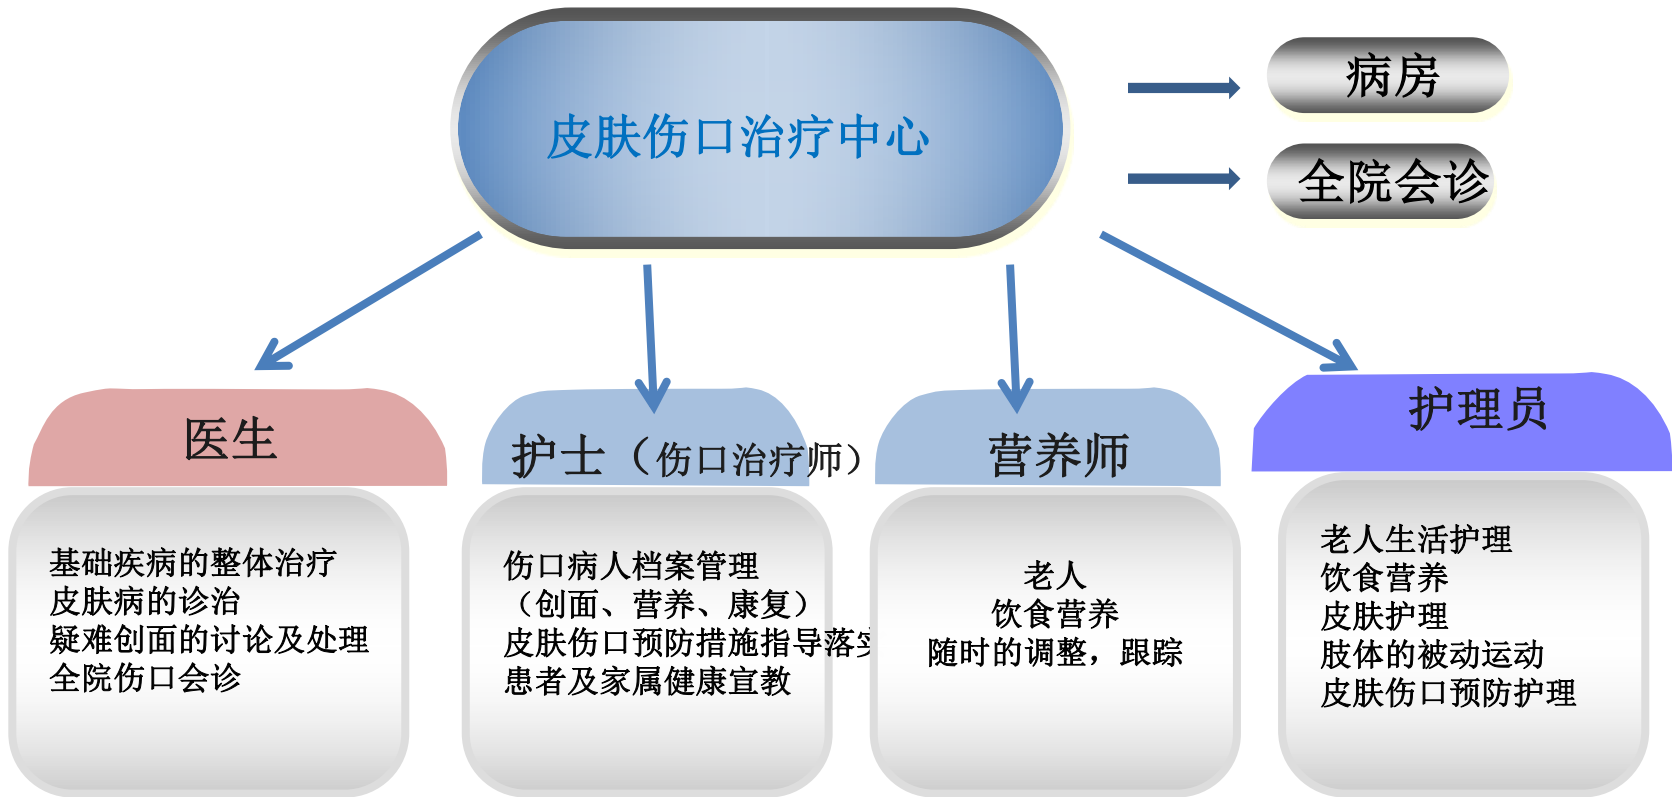 皮肤伤口治疗中心
病房
全院会诊
医生
护士（伤口治疗师）
营养师
护理员
基础疾病的整体治疗
皮肤病的诊治
疑难创面的讨论及处理
全院伤口会诊
伤口病人档案管理
（创面、营养、康复）
皮肤伤口预防措施指导落实
患者及家属健康宣教
老人
饮食营养
随时的调整，跟踪
老人生活护理
饮食营养
皮肤护理
肢体的被动运动
皮肤伤口预防护理